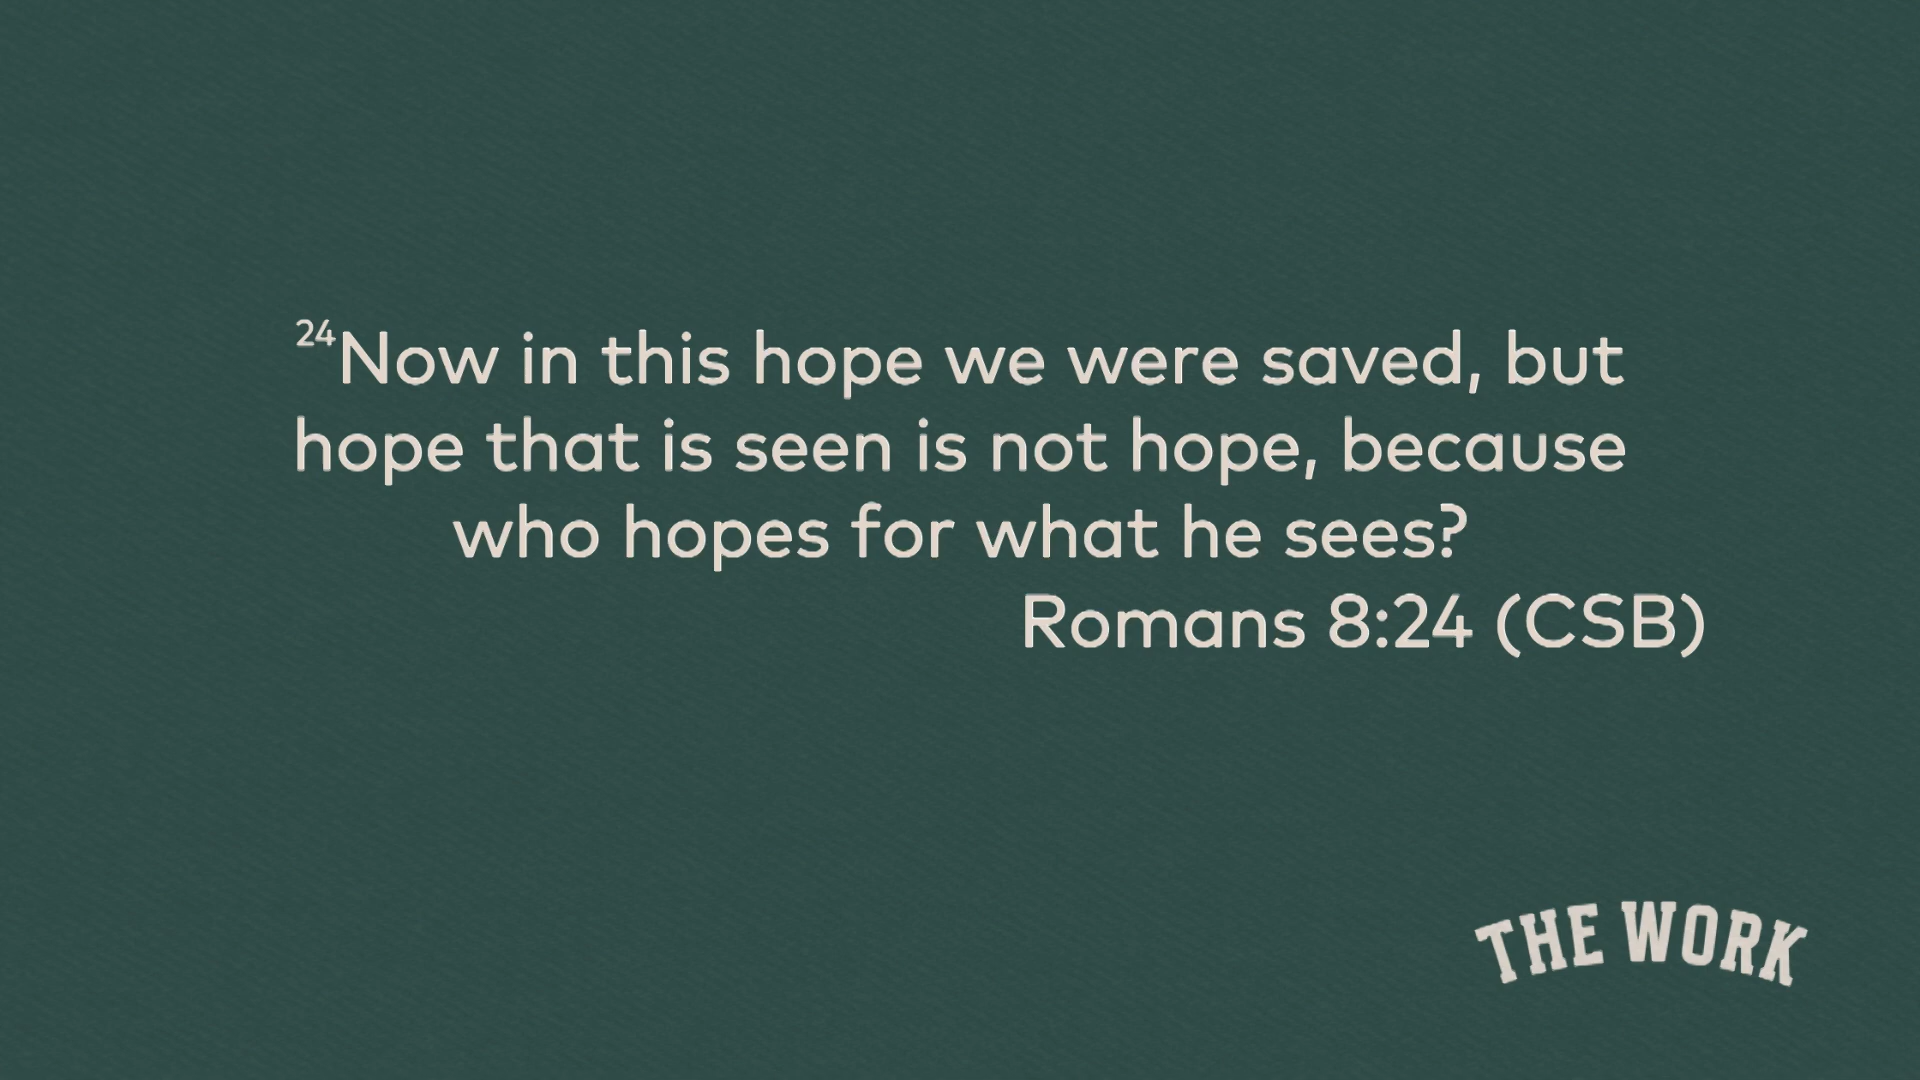 24Now in this hope we were saved, but
hope that is seen is not hope, because
who hopes for what he sees?
Romans 8:24 (CSB)
THE WORK